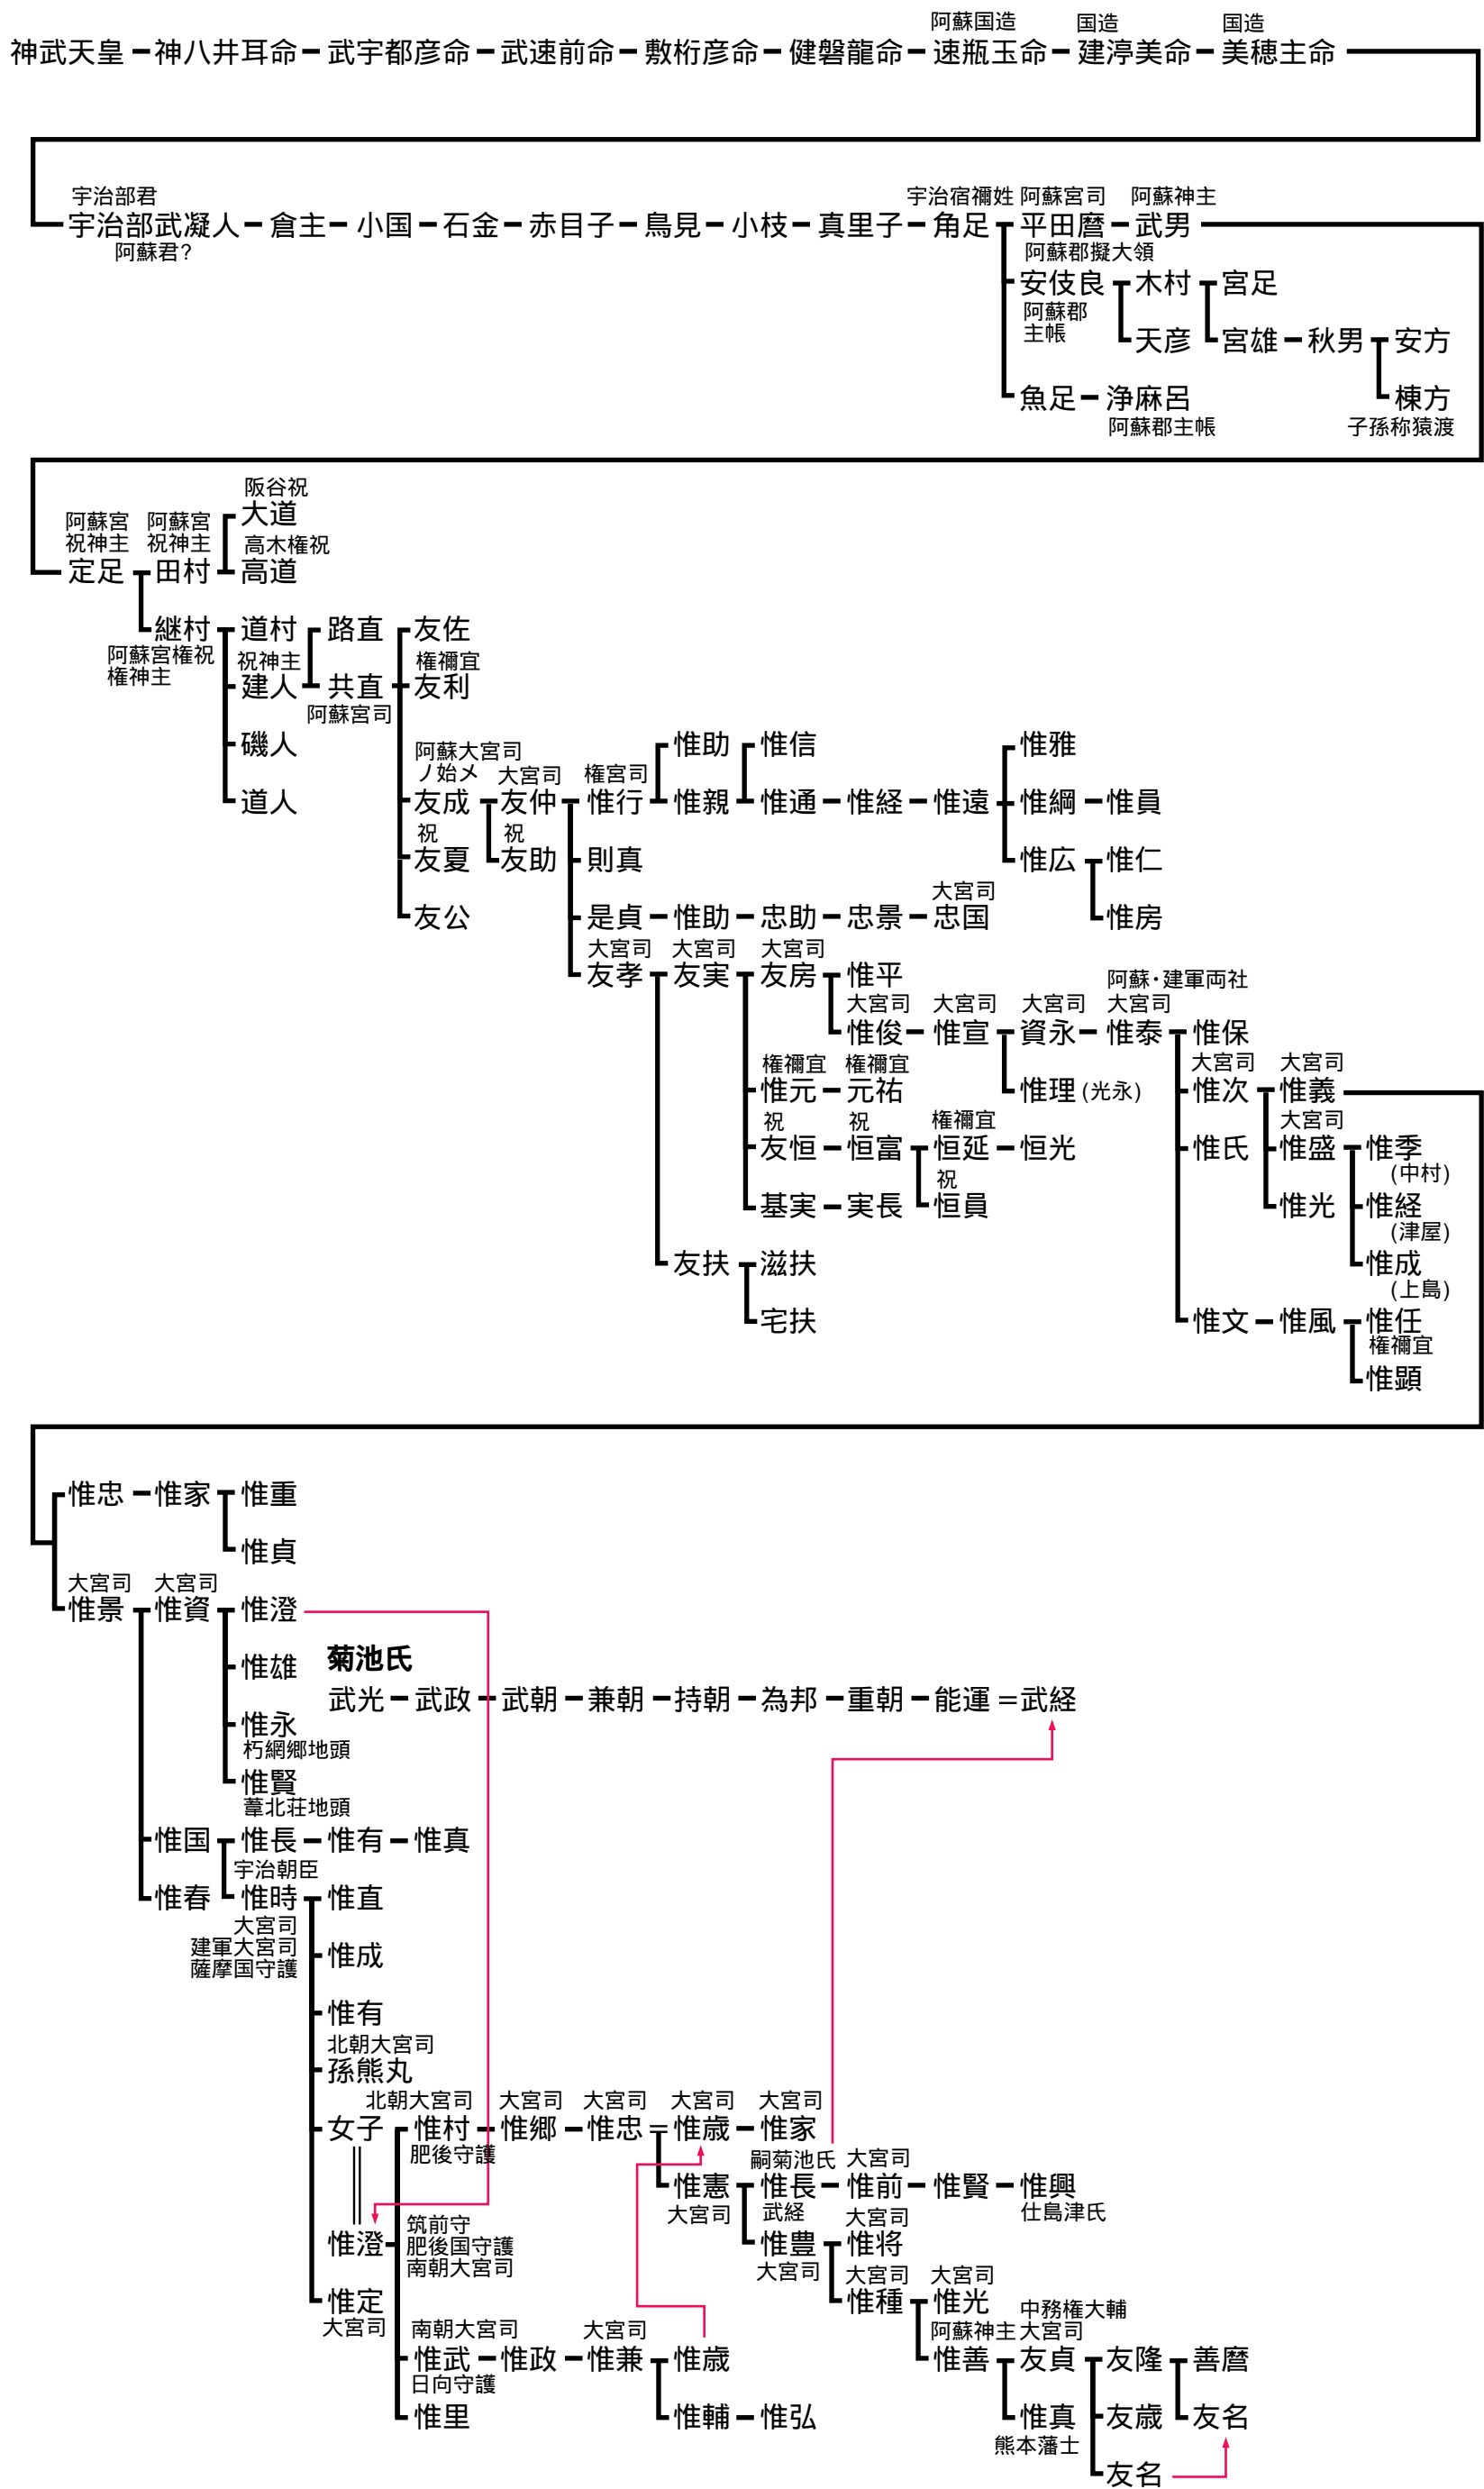 阿蘇国造 国造 国造
神武天皇 神八井耳命 武宇都彦命 武速前命 敷桁彦命 健磐龍命 速瓶玉命 建渟美命 美穂主命
宇治部君 宇治宿禰姓 阿蘇宮司 阿蘇神主
宇治部武凝人 倉主 小国 石金 赤目子 鳥見 小枝 真里子 角足 平田麿 武男
阿蘇君? 阿蘇郡擬大領
安伎良 木村 宮足
阿蘇郡
主帳
天彦 宮雄 秋男 安方
魚足 浄麻呂 棟方
阿蘇郡主帳 子孫称猿渡
阪谷祝
大道
阿蘇宮 阿蘇宮
祝神主 祝神主 高木権祝
定足 田村 高道
継村 道村 路直 友佐
阿蘇宮権祝 祝神主 権禰宜
権神主
建人 共直 友利
阿蘇宮司
磯人 惟助 惟信 惟雅
阿蘇大宮司
ノ始メ 大宮司 権宮司
道人 友成 友仲 惟行 惟親 惟通 惟経 惟遠 惟綱 惟員
祝 祝
友夏 友助 則真 惟広 惟仁
大宮司
友公 是貞 惟助 忠助 忠景 忠国 惟房
大宮司 大宮司 大宮司
友孝 友実 友房 惟平
阿蘇・建軍両社
大宮司 大宮司 大宮司 大宮司
惟俊 惟宣 資永 惟泰 惟保
権禰宜 権禰宜 大宮司 大宮司
惟元 元祐 惟理 (光永) 惟次 惟義
祝 祝 権禰宜 大宮司
友恒 恒富 恒延 恒光 惟氏 惟盛 惟季
祝 (中村)
基実 実長 恒員 惟光 惟経
(津屋)
友扶 滋扶 惟成
(上島)
宅扶 惟文 惟風 惟任
権禰宜
惟顕
惟忠 惟家 惟重
惟貞
大宮司 大宮司
惟景 惟資 惟澄
惟雄 菊池氏
武光 武政 武朝 兼朝 持朝 為邦 重朝 能運 =武経
惟永
朽網郷地頭
惟賢
葦北荘地頭
惟国 惟長 惟有 惟真
宇治朝臣
惟春 惟時 惟直
大宮司
建軍大宮司
薩摩国守護
惟成
惟有
北朝大宮司
孫熊丸
北朝大宮司 大宮司 大宮司 大宮司 大宮司
女子 惟村 惟郷 惟忠=惟歳 惟家
肥後守護 嗣菊池氏 大宮司
惟憲 惟長 惟前 惟賢 惟興
大宮司 武経 仕島津氏
筑前守 大宮司
惟澄 肥後国守護 惟豊 惟将
南朝大宮司 大宮司 大宮司 大宮司
惟定 惟種 惟光
大宮司 中務権大輔
南朝大宮司 大宮司 阿蘇神主 大宮司
惟武 惟政 惟兼 惟歳 惟善 友貞 友隆 善麿
日向守護
惟里 惟輔 惟弘 惟真 友歳 友名
熊本藩士
友名